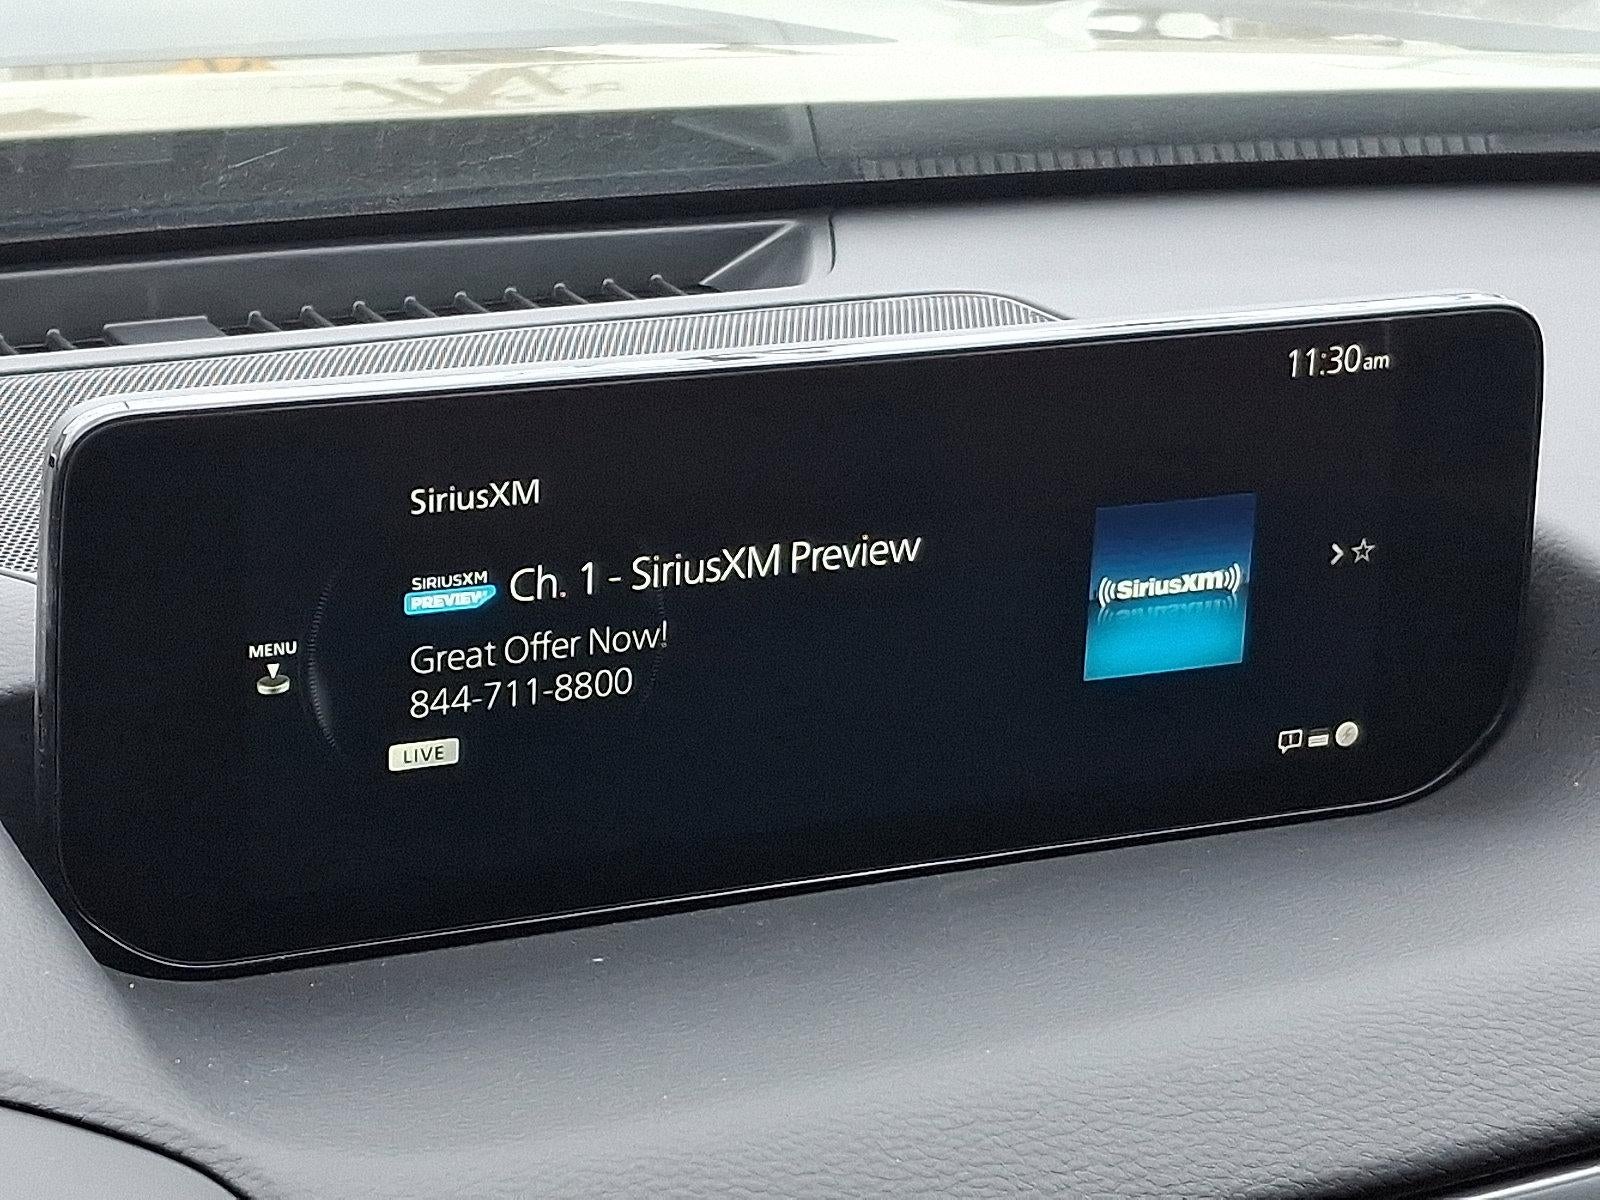 11:30am
SiriusXM
SIRIUSXM
PREVIEW
Ch. 1 - SiriusXM Preview
(((SiriusXM)))
MENU
Great Offer Now!
844-711-8800
LIVE